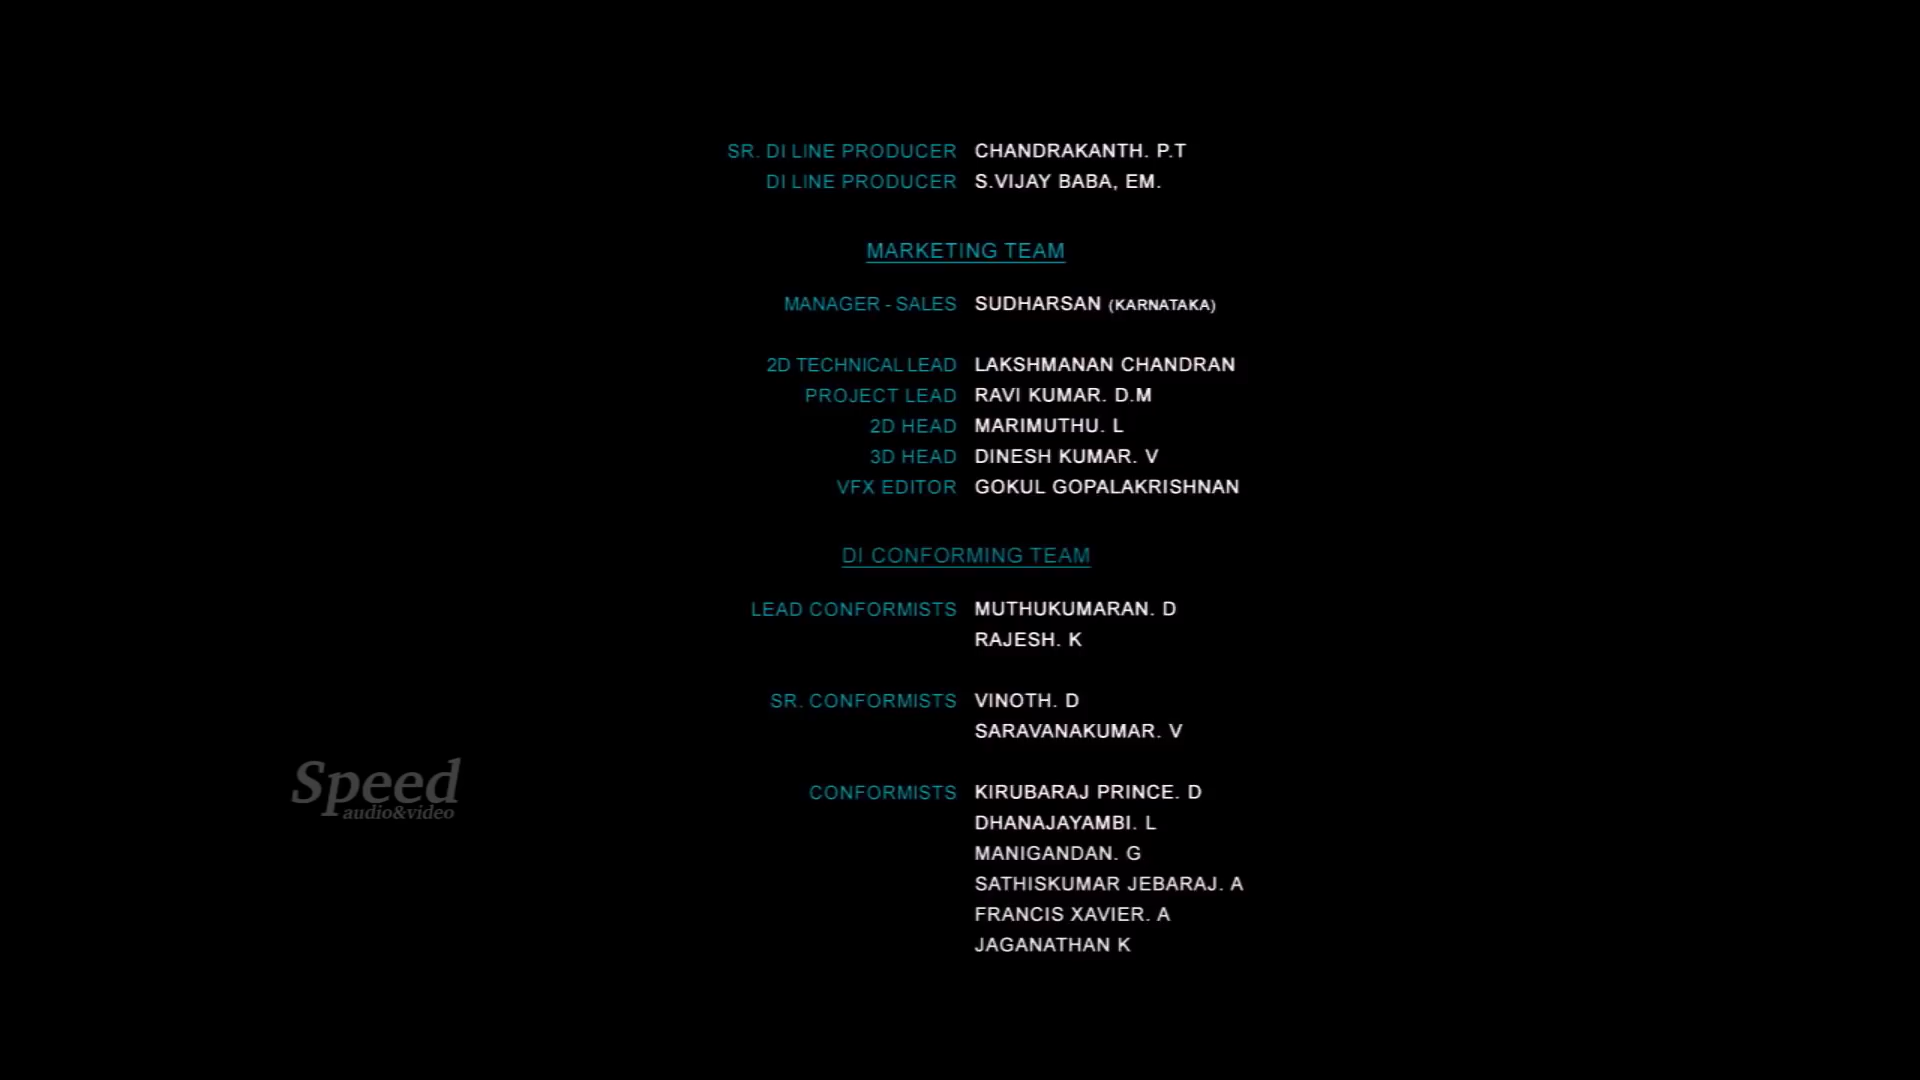 SR. DI LINE PRODUCER CHANDRAKANTH. P.T
DI LINE PRODUCER S.VIJAY BABA, EM.
MARKETING TEAM
MANAGER - SALES SUDHARSAN (KARNATAKA)
2D TECHNICAL LEAD LAKSHMANAN CHANDRAN
PROJECT LEAD RAVI KUMAR. D.M
2D HEAD MARIMUTHU. L
3D HEAD DINESH KUMAR. V
VFX EDITOR GOKUL GOPALAKRISHNAN
DI CONFORMING TEAM
LEAD CONFORMISTS MUTHUKUMARAN. D
RAJESH. K
SR. CONFORMISTS VINOTH. D
SARAVANAKUMAR. V
CONFORMISTS KIRUBARAJ PRINCE. D
DHANAJAYAMBI. L
MANIGANDAN. G
SATHISKUMAR JEBARAJ. A
FRANCIS XAVIER. A
JAGANATHAN K
Speed
audio&video